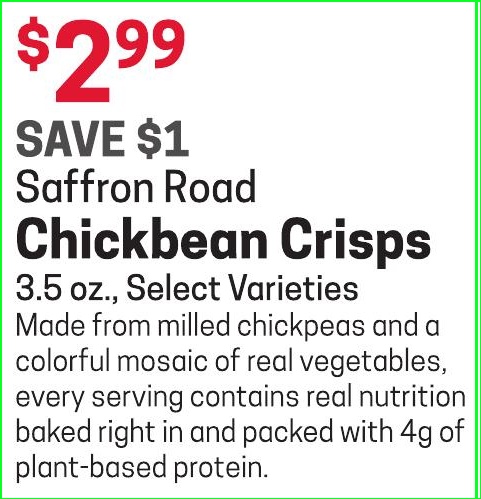 $2.99
SAVE $1
Saffron Road
Chickbean Crisps
3.5 oz., Select Varieties
Made from milled chickpeas and a
colorful mosaic of real vegetables,
every serving contains real nutrition
baked right in and packed with 4g of
plant-based protein.